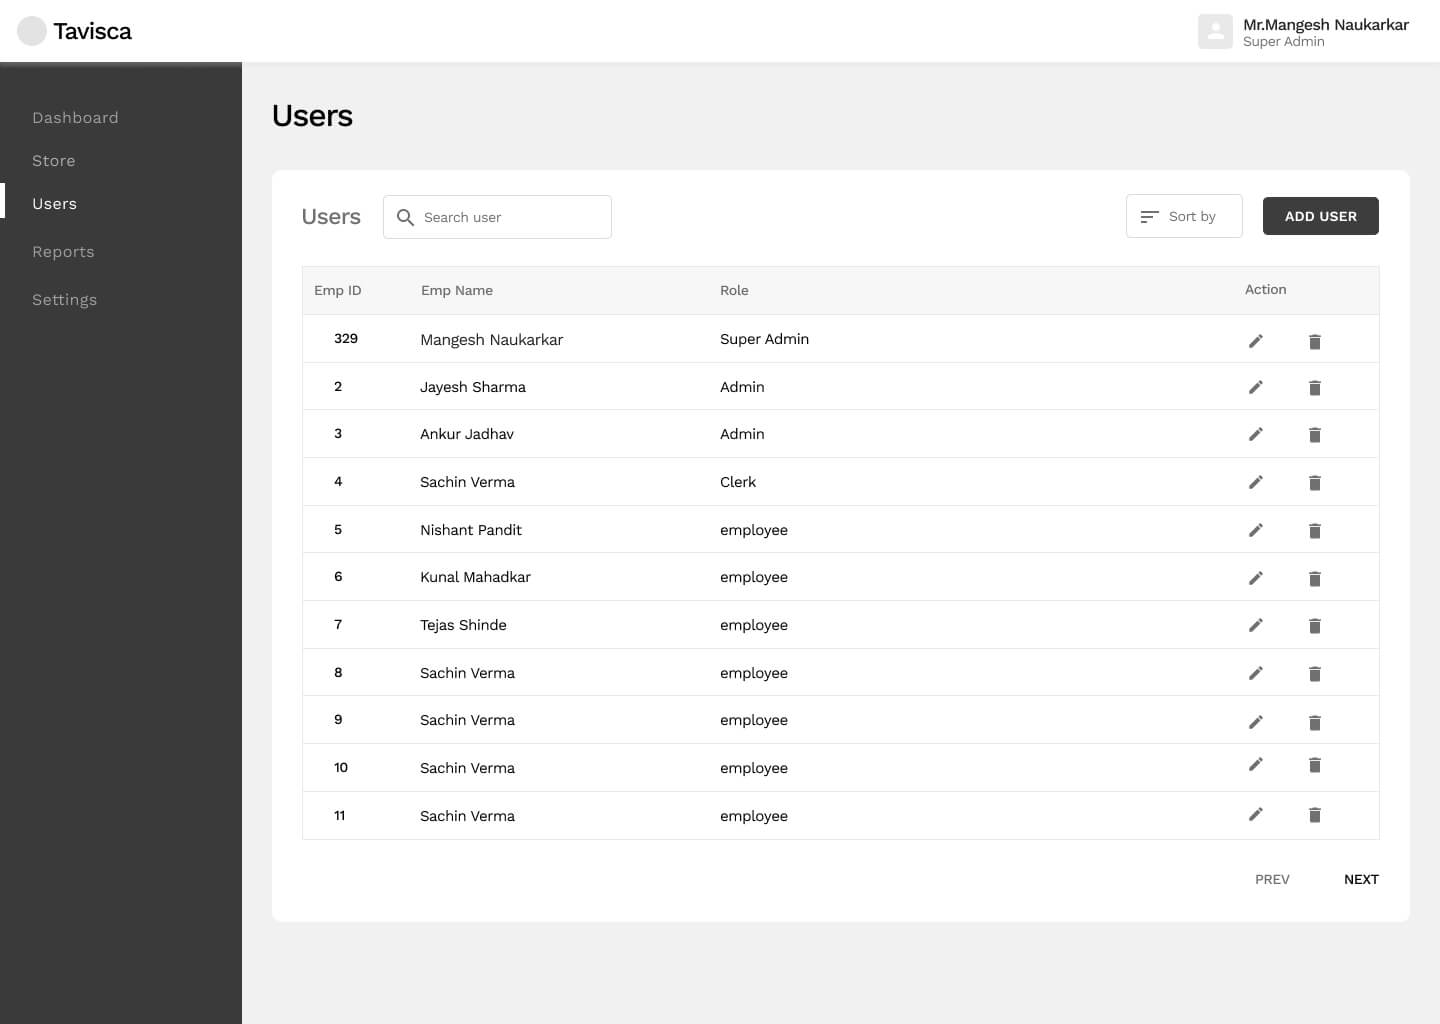 Tavisca
Mr.Mangesh Naukarkar
Super Admin
Dashboard
Store
Users
Reports
Settings
Users
Users
Search user
Sort by
ADD USER
Emp ID Emp Name Role Action
329 Mangesh Naukarkar Super Admin
2 Jayesh Sharma Admin
3 Ankur Jadhav Admin
4 Sachin Verma Clerk
5 Nishant Pandit employee
6 Kunal Mahadkar employee
7 Tejas Shinde employee
8 Sachin Verma employee
9 Sachin Verma employee
10 Sachin Verma employee
11 Sachin Verma employee
PREV NEXT